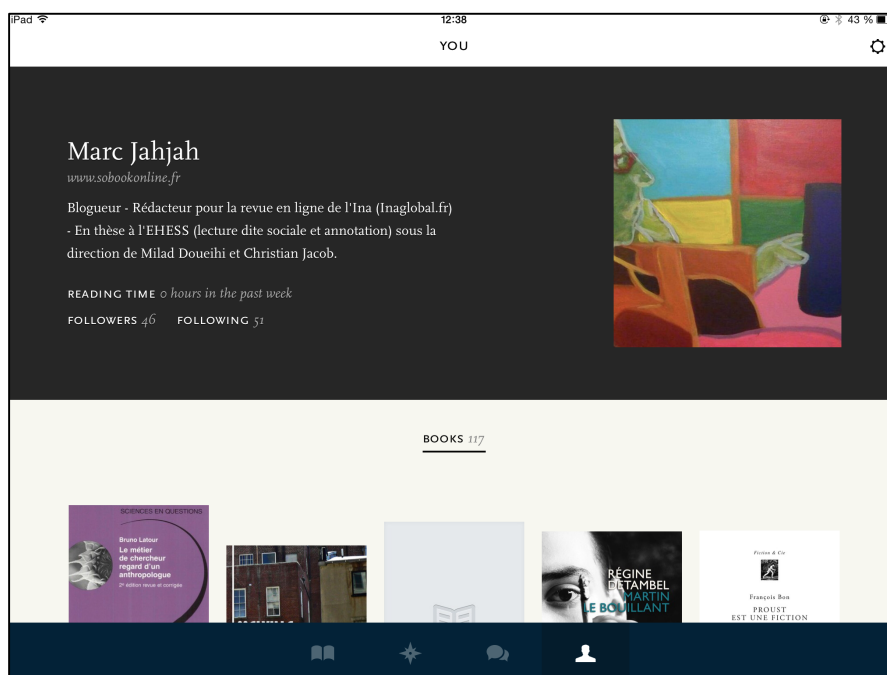 iPad
12:38
43 %
YOU
Marc Jahjah
www.sobookonline.fr
Blogueur - Rédacteur pour la revue en ligne de l'Ina (Inaglobal.fr)
- En thèse à l'EHESS (lecture dite sociale et annotation) sous la
direction de Milad Doueihi et Christian Jacob.
READING TIME 0 hours in the past week
FOLLOWERS 46 FOLLOWING 51
BOOKS 117
SCIENCES EN QUESTIONS
Bruno Latour
Le métier
de chercheur
regard d'un
anthropologue
2e édition revue et corrigée
RÉGINE
DETAMBEL
MARTIN
LE BOUILLANT
Fiction & Cie
François Bon
PROUST
EST UNE FICTION